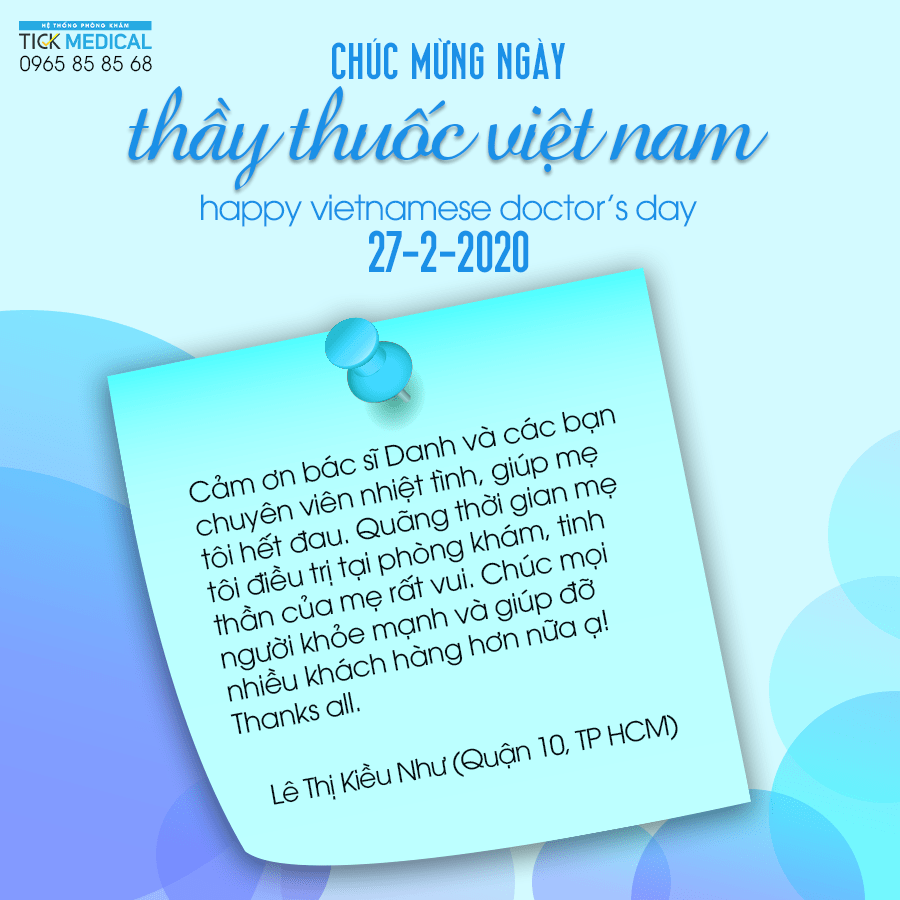 HỆ THỐNG PHÒNG KHÁM
TICK MEDICAL
0965 85 85 68
CHÚC MỪNG NGÀY
thầy thuốc việt nam
happy vietnamese doctor's day
27-2-2020
Cảm ơn bác sĩ Danh và các bạn
chuyên viên nhiệt tình, giúp mẹ
tôi hết đau. Quãng thời gian mẹ
tôi điều trị tại phòng khám, tinh
thần của mẹ rất vui. Chúc mọi
người khỏe mạnh và giúp đỡ
nhiều khách hàng hơn nữa ạ!
Thanks all.
Lê Thị Kiều Như (Quận 10, TP HCM)